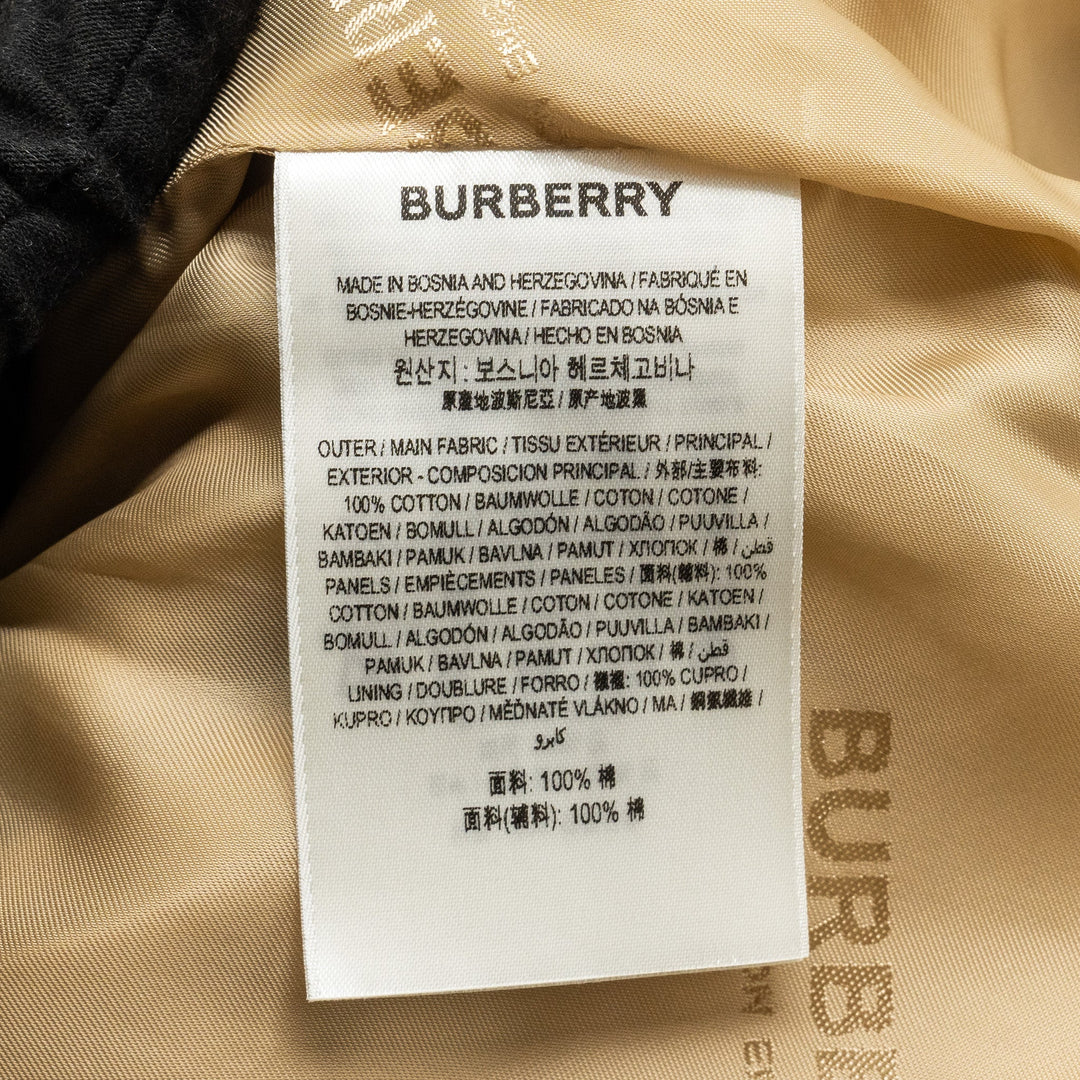 BURBERRY
MADE IN BOSNIA AND HERZEGOVINA / FABRIQUÉ EN
BOSNIE-HERZÉGOVINE / FABRICADO NA BÓSNIA E
HERZEGOVINA / HECHO EN BOSNIA
원산지 : 보스니아 헤르체고비나
原產地波斯尼亞 / 原产地波黑
OUTER / MAIN FABRIC / TISSU EXTÉRIEUR / PRINCIPAL /
EXTERIOR - COMPOSICION PRINCIPAL / 外部/主要布料:
100% COTTON / BAUMWOLLE / COTON / COTONE /
KATOEN / BOMULL / ALGODÓN / ALGODÃO / PUUVILLA /
BAMBAKI / PAMUK / BAVLNA / PAMUT / ХЛОПОК / 棉 / قطن
PANELS / EMPIÈCEMENTS / PANELES / 面料(辅料): 100%
COTTON / BAUMWOLLE / COTON / COTONE / KATOEN /
BOMULL / ALGODÓN / ALGODÃO / PUUVILLA / BAMBAKI /
PAMUK / BAVLNA / PAMUT / ХЛОПОК / 棉 / قطن
LINING / DOUBLURE / FORRO / 襯裡: 100% CUPRO /
KUPRO / ΚΟΥΠΡΟ / MĚĎNATÉ VLÁKNO / MA / 銅氨纖維 /
كابرو
面料: 100% 棉
面料(辅料): 100% 棉
BURB